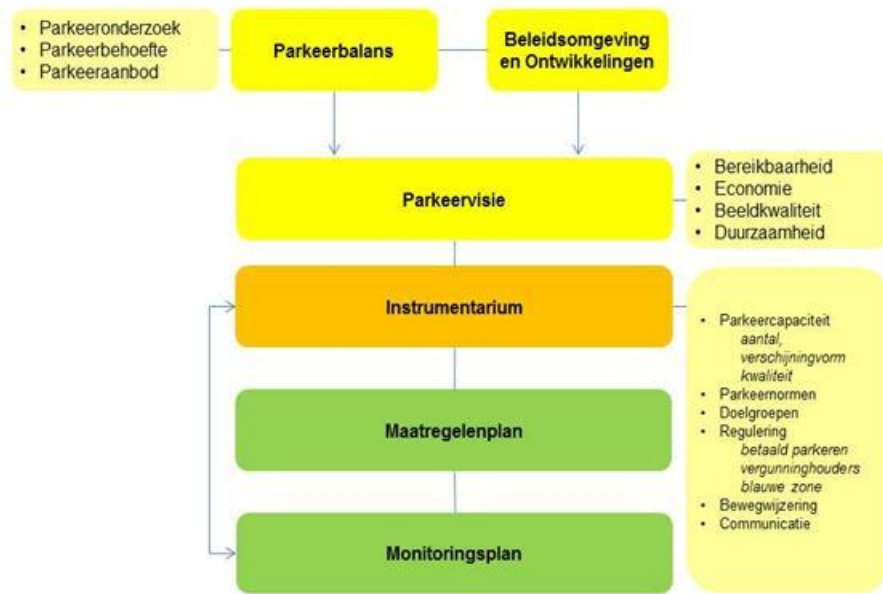 • Parkeeronderzoek
• Parkeerbehoefte
• Parkeeraanbod
Parkeerbalans
Beleidsomgeving
en Ontwikkelingen
Parkeervisie
• Bereikbaarheid
• Economie
• Beeldkwaliteit
• Duurzaamheid
Instrumentarium
• Parkeercapaciteit
aantal,
verschijningvorm
kwaliteit
• Parkeernormen
• Doelgroepen
• Regulering
betaald parkeren
vergunninghouders
blauwe zone
• Bewegwijzering
• Communicatie
Maatregelenplan
Monitoringsplan